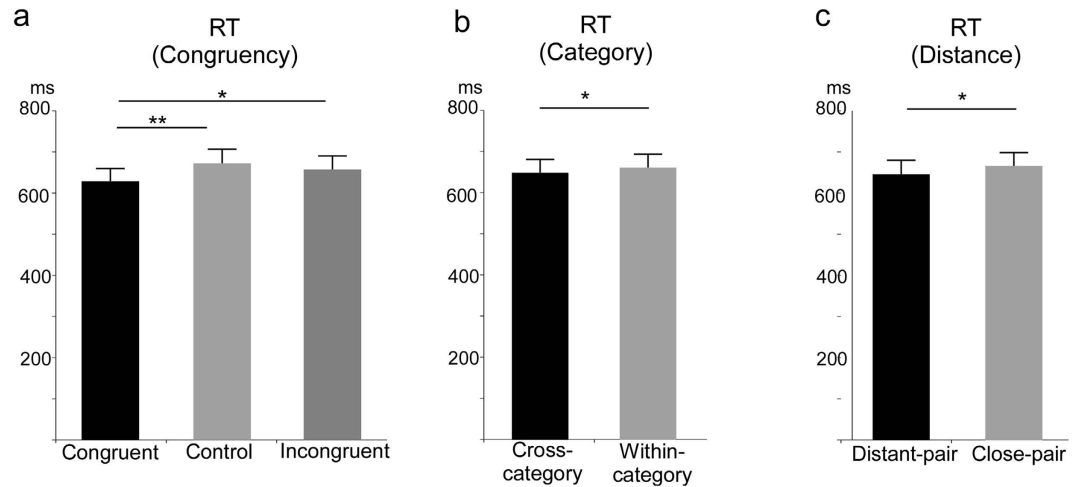 a
RT
(Congruency)
ms
800
600
400
200
*
**
Congruent
Control
Incongruent
b
RT
(Category)
800
600
400
200
*
Cross-
category
Within-
category
c
RT
(Distance)
ms
800
600
400
200
*
Distant-pair
Close-pair